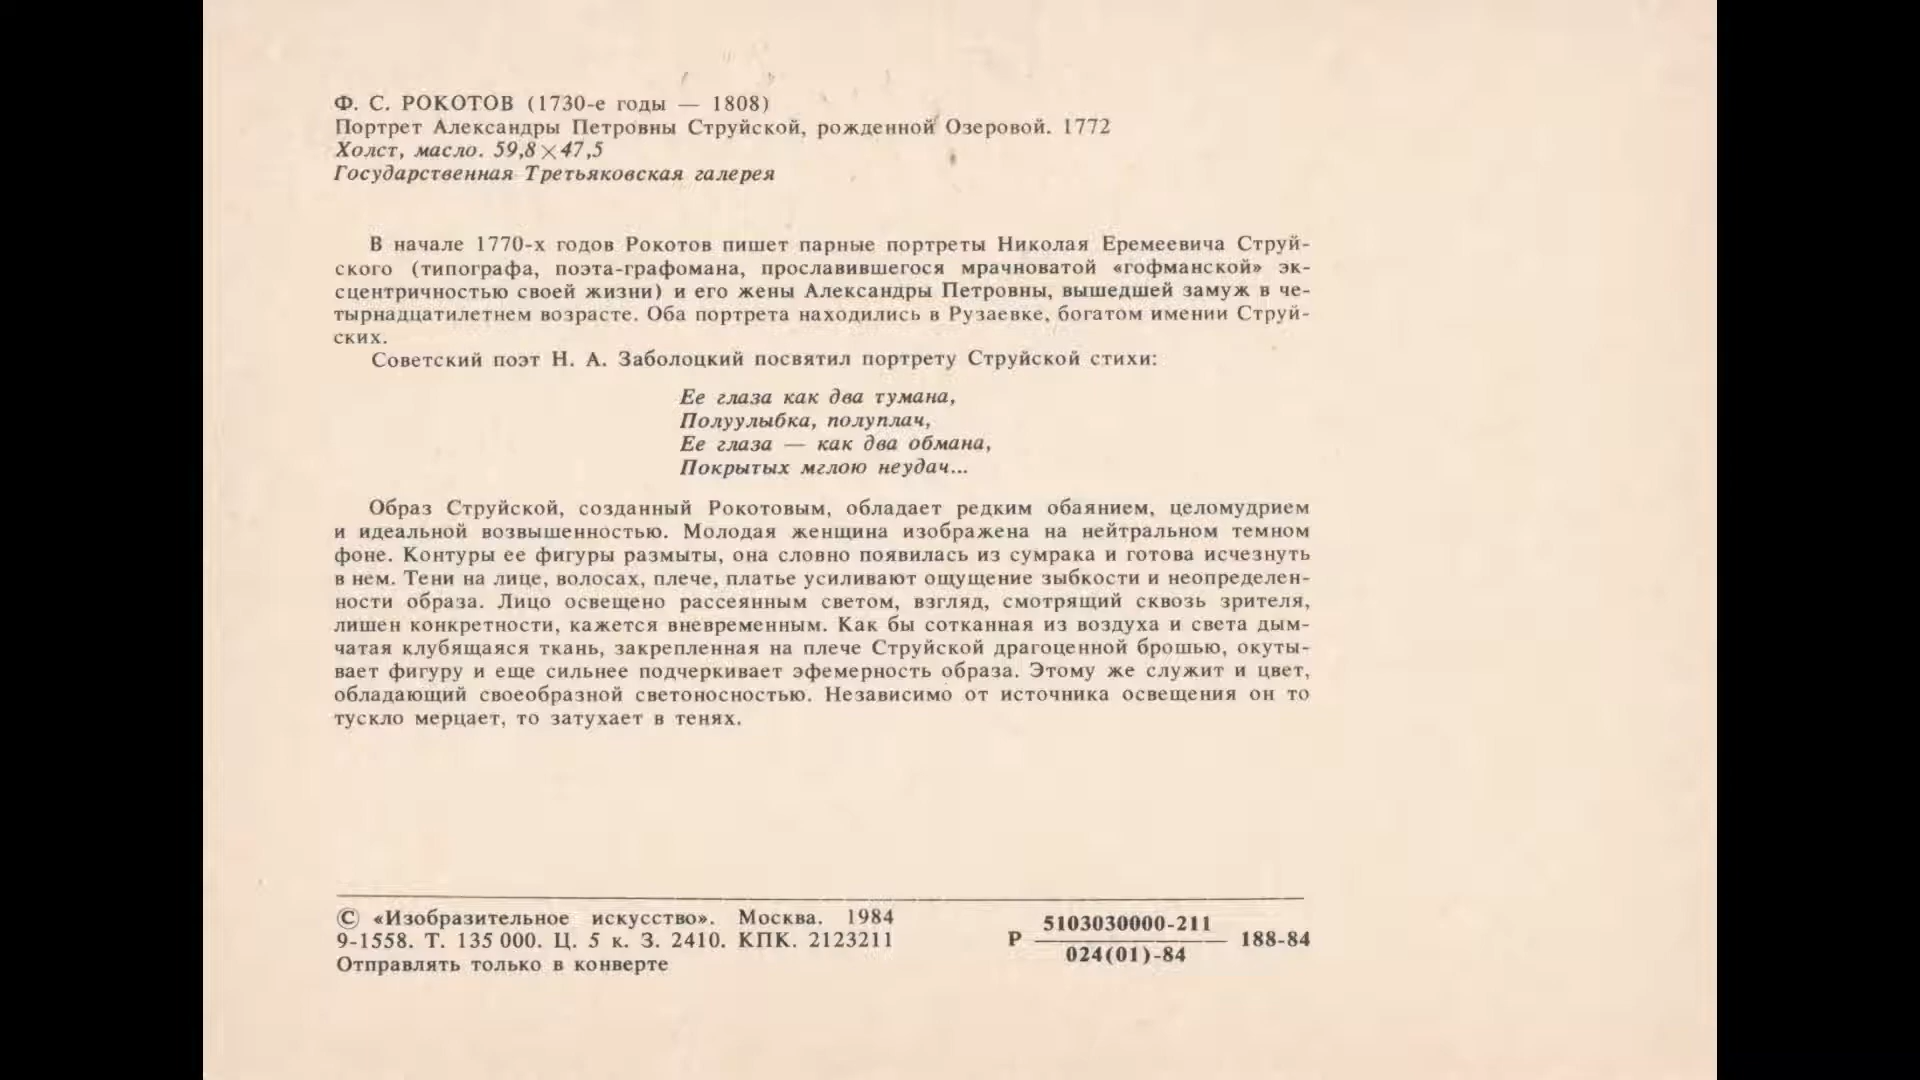 Ф. С. РОКОТОВ (1730-е годы — 1808)
Портрет Александры Петровны Струйской, рожденной Озеровой. 1772
Холст, масло. 59,8×47,5
Государственная Третьяковская галерея
В начале 1770-х годов Рокотов пишет парные портреты Николая Еремеевича Струй-
ского (типографа, поэта-графомана, прославившегося мрачноватой «гофманской» эк-
сцентричностью своей жизни) и его жены Александры Петровны, вышедшей замуж в че-
тырнадцатилетнем возрасте. Оба портрета находились в Рузаевке, богатом имении Струй-
ских.
Советский поэт Н. А. Заболоцкий посвятил портрету Струйской стихи:
Ее глаза как два тумана,
Полуулыбка, полуплач,
Ее глаза — как два обмана,
Покрытых мглою неудач...
Образ Струйской, созданный Рокотовым, обладает редким обаянием, целомудрием
и идеальной возвышенностью. Молодая женщина изображена на нейтральном темном
фоне. Контуры ее фигуры размыты, она словно появилась из сумрака и готова исчезнуть
в нем. Тени на лице, волосах, плече, платье усиливают ощущение зыбкости и неопределен-
ности образа. Лицо освещено рассеянным светом, взгляд, смотрящий сквозь зрителя,
лишен конкретности, кажется вневременным. Как бы сотканная из воздуха и света дым-
чатая клубящаяся ткань, закрепленная на плече Струйской драгоценной брошью, окуты-
вает фигуру и еще сильнее подчеркивает эфемерность образа. Этому же служит и цвет,
обладающий своеобразной светоносностью. Независимо от источника освещения он то
тускло мерцает, то затухает в тенях.
© «Изобразительное искусство». Москва. 1984
9-1558. Т. 135 000. Ц. 5 к. З. 2410. КПК. 2123211
Отправлять только в конверте
5103030000-211
Р 188-84
024(01)-84